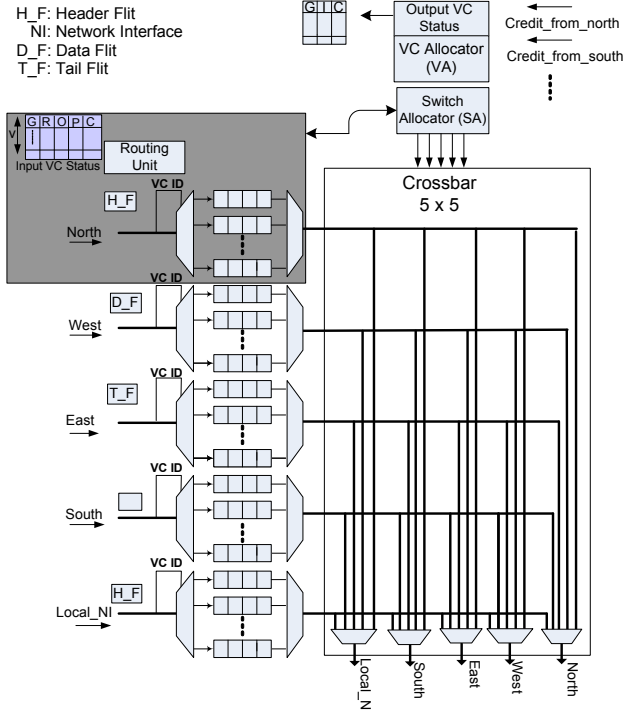 H_F: Header Flit
NI: Network Interface
D_F: Data Flit
T_F: Tail Flit
G I C
Output VC Status
VC Allocator (VA)
Credit_from_north
Credit_from_south
Switch Allocator (SA)
G R O P C
V
I
Input VC Status
Routing Unit
Crossbar
5 x 5
VC ID
H_F
North
VC ID
D_F
West
VC ID
T_F
East
VC ID
South
VC ID
H_F
Local_NI
Local_N
South
East
West
North